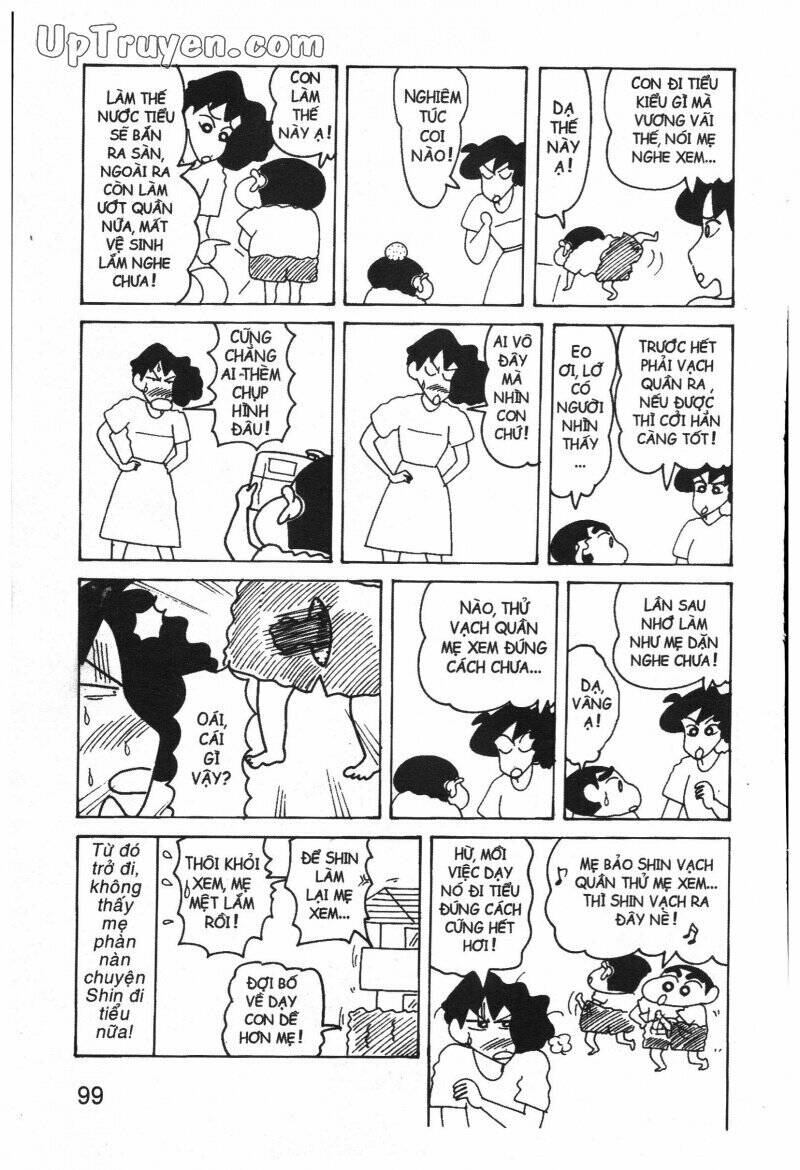 UpTruyen.com
CON ĐI TIỂU
KIỂU GÌ MÀ
VƯƠNG VÃI
THẾ, NÓI MẸ
NGHE XEM...
DẠ
THẾ
NÀY
Ạ!
NGHIÊM
TÚC
COI
NÀO!
CON
LÀM
THẾ
NÀY Ạ!
LÀM THẾ
NƯỚC TIỂU
SẼ BẮN
RA SÀN,
NGOÀI RA
CÒN LÀM
ƯỚT QUẦN
NỮA, MẤT
VỆ SINH
LẮM NGHE
CHƯA!
TRƯỚC HẾT
PHẢI VẠCH
QUẦN RA,
NẾU ĐƯỢC
THÌ CỞI HẲN
CÀNG TỐT!
EO
ƠI, LỠ
CÓ
NGƯỜI
NHÌN
THẤY
...
AI VÔ
ĐÂY
MÀ
NHÌN
CON
CHỨ!
CŨNG
CHẲNG
AI THÈM
CHỤP
HÌNH
ĐÂU!
LẦN SAU
NHỚ LÀM
NHƯ MẸ DẶN
NGHE CHƯA!
DẠ,
VÂNG
Ạ!
NÀO, THỬ
VẠCH QUẦN
MẸ XEM ĐÚNG
CÁCH CHƯA...
OÁI,
CÁI
GÌ
VẬY?
MẸ BẢO SHIN VẠCH
QUẦN THỬ MẸ XEM...
THÌ SHIN VẠCH RA
ĐÂY NÈ!
HỪ, MỖI
VIỆC DẠY
NÓ ĐI TIỂU
ĐÚNG CÁCH
CŨNG HẾT
HƠI!
ĐỂ SHIN
LÀM
LẠI MẸ
XEM...
THÔI KHỎI
XEM, MẸ
MỆT LẮM
RỒI!
ĐỢI BỐ
VỀ DẠY
CON DỄ
HƠN MẸ!
Từ đó
trở đi,
không
thấy
mẹ
phàn
nàn
chuyện
Shin đi
tiểu
nữa!
99